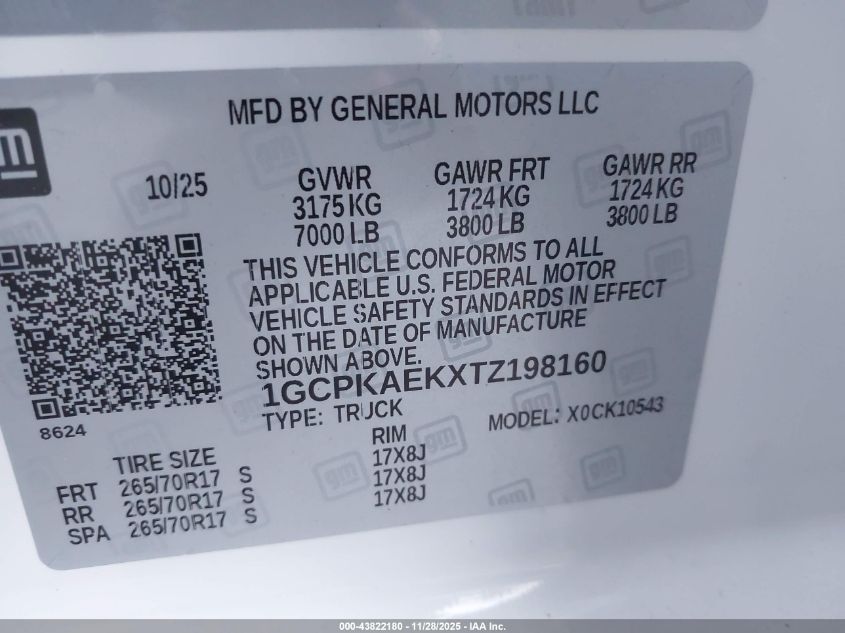 MFD BY GENERAL MOTORS LLC
gm
10/25
GVWR
3175 KG
7000 LB
GAWR FRT
1724 KG
3800 LB
GAWR RR
1724 KG
3800 LB
THIS VEHICLE CONFORMS TO ALL
APPLICABLE U.S. FEDERAL MOTOR
VEHICLE SAFETY STANDARDS IN EFFECT
ON THE DATE OF MANUFACTURE
SHOWN ABOVE.
1GCPKAEKXTZ198160
TYPE: TRUCK
MODEL: X0CK10543
8624
TIRE SIZE
RIM
FRT 265/70R17 S 17X8J
RR 265/70R17 S 17X8J
SPA 265/70R17 S 17X8J
000-43822180 - 11/28/2025 - IAA Inc.